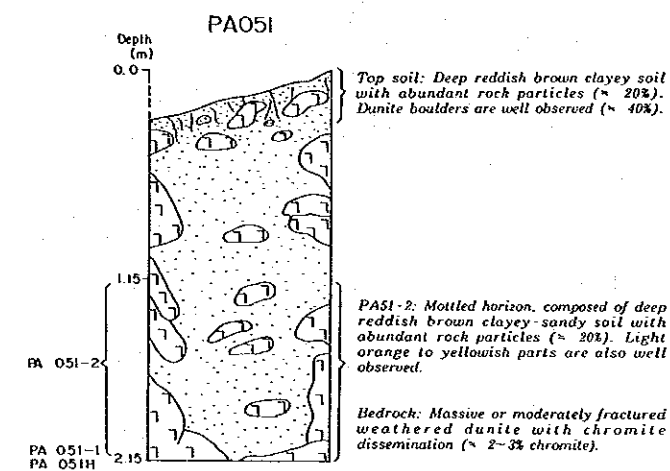 PA051
Depth
(m)
0.0
Top soil: Deep reddish brown clayey soil
with abundant rock particles (≈ 20%).
Dunite boulders are well observed (≈ 40%).
1.15
PA51-2: Mottled horizon, composed of deep
reddish brown clayey-sandy soil with
abundant rock particles (≈ 20%). Light
orange to yellowish parts are also well
observed.
PA 051-2
Bedrock: Massive or moderately fractured
weathered dunite with chromite
dissemination (≈ 2~3% chromite).
PA 051-1
PA 051H
2.15